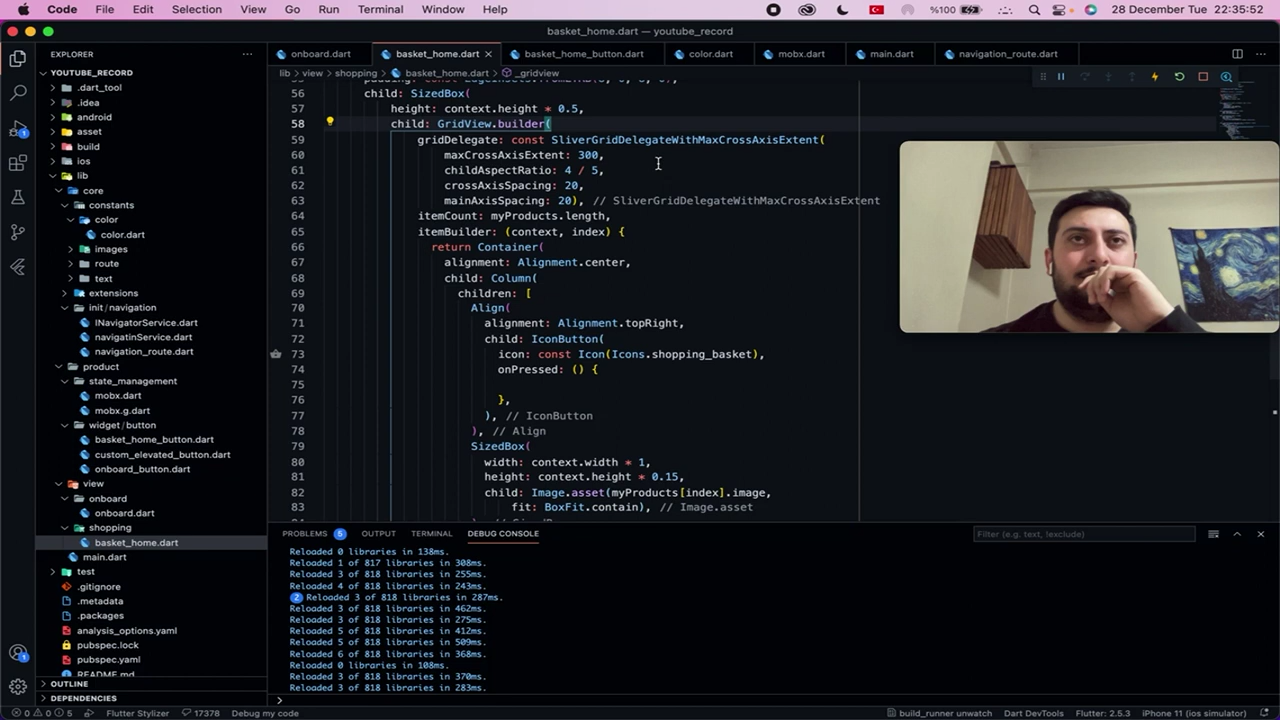 Code File Edit Selection View Go Run Terminal Window Help %100 28 December Tue 22:35:52
basket_home.dart — youtube_record
EXPLORER
onboard.dart basket_home.dart basket_home_button.dart color.dart mobx.dart main.dart navigation_route.dart
YOUTUBE_RECORD
lib > view > shopping > basket_home.dart > _gridview
.dart_tool
.idea
android
asset
build
ios
lib
core
constants
color
color.dart
images
route
text
extensions
init/navigation
INavigatorService.dart
navigatinService.dart
navigation_route.dart
product
state_management
mobx.dart
mobx.g.dart
widget/button
basket_home_button.dart
custom_elevated_button.dart
onboard_button.dart
view
onboard
onboard.dart
shopping
basket_home.dart
main.dart
test
.gitignore
.metadata
.packages
analysis_options.yaml
pubspec.lock
pubspec.yaml
README.md
OUTLINE
DEPENDENCIES
56 child: SizedBox(
57 height: context.height * 0.5,
58 child: GridView.builder(
59 gridDelegate: const SliverGridDelegateWithMaxCrossAxisExtent(
60 maxCrossAxisExtent: 300,
61 childAspectRatio: 4 / 5,
62 crossAxisSpacing: 20,
63 mainAxisSpacing: 20), // SliverGridDelegateWithMaxCrossAxisExtent
64 itemCount: myProducts.length,
65 itemBuilder: (context, index) {
66 return Container(
67 alignment: Alignment.center,
68 child: Column(
69 children: [
70 Align(
71 alignment: Alignment.topRight,
72 child: IconButton(
73 icon: const Icon(Icons.shopping_basket),
74 onPressed: () {
75
76 },
77 ), // IconButton
78 ), // Align
79 SizedBox(
80 width: context.width * 1,
81 height: context.height * 0.15,
82 child: Image.asset(myProducts[index].image,
83 fit: BoxFit.contain), // Image.asset
PROBLEMS 5 OUTPUT TERMINAL DEBUG CONSOLE Filter (e.g. text, !exclude)
Reloaded 0 libraries in 138ms.
Reloaded 1 of 817 libraries in 308ms.
Reloaded 3 of 818 libraries in 255ms.
Reloaded 4 of 818 libraries in 243ms.
2 Reloaded 3 of 818 libraries in 287ms.
Reloaded 3 of 818 libraries in 462ms.
Reloaded 3 of 818 libraries in 275ms.
Reloaded 5 of 818 libraries in 412ms.
Reloaded 5 of 818 libraries in 509ms.
Reloaded 6 of 818 libraries in 368ms.
Reloaded 0 libraries in 108ms.
Reloaded 3 of 818 libraries in 370ms.
Reloaded 3 of 818 libraries in 283ms.
0 0 5 Flutter Stylizer 17378 Debug my code build_runner unwatch Dart DevTools Flutter: 2.5.3 iPhone 11 (ios simulator)